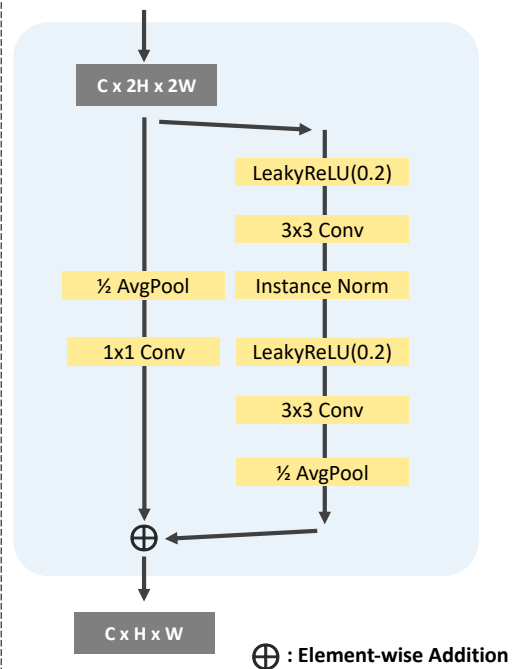 C x 2H x 2W
LeakyReLU(0.2)
3x3 Conv
½ AvgPool
Instance Norm
1x1 Conv
LeakyReLU(0.2)
3x3 Conv
½ AvgPool
C x H x W
⊕ : Element-wise Addition